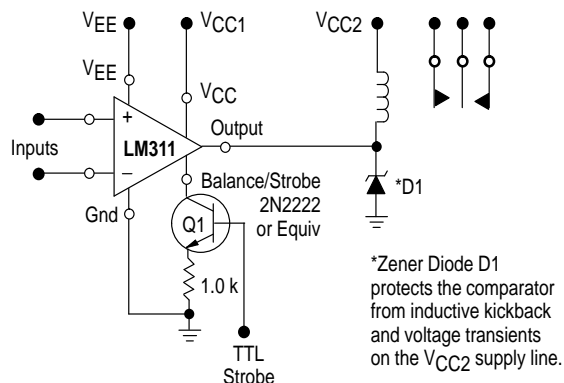 VEE
VCC1
VCC2
VEE
VCC
Output
+
Inputs
LM311
–
Balance/Strobe
2N2222
or Equiv
Gnd
Q1
*D1
1.0 k
TTL
Strobe
*Zener Diode D1
protects the comparator
from inductive kickback
and voltage transients
on the VCC2 supply line.